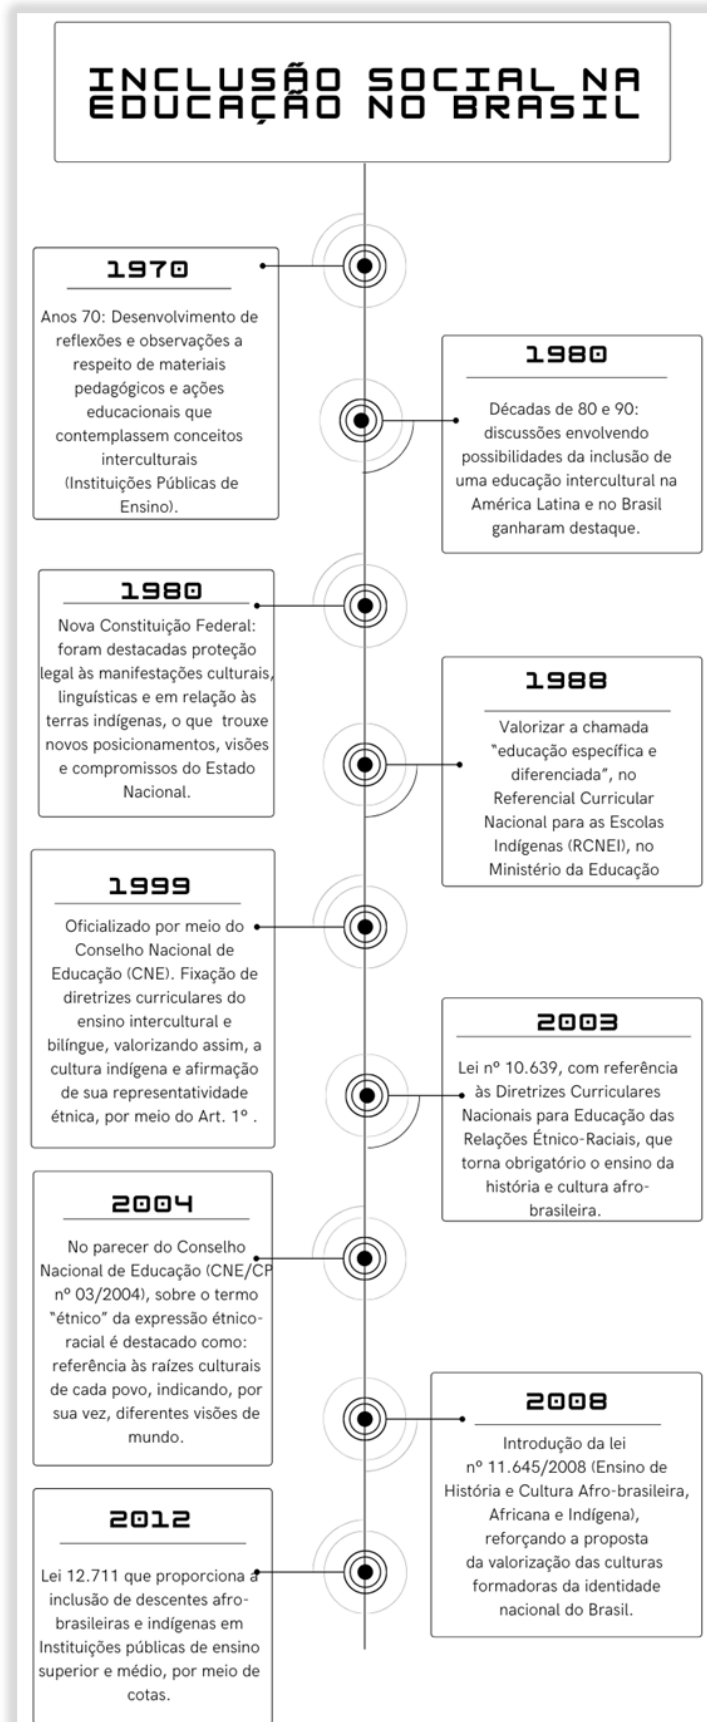 INCLUSÃO SOCIAL NA
EDUCAÇÃO NO BRASIL
1970
Anos 70: Desenvolvimento de
reflexões e observações a
respeito de materiais
pedagógicos e ações
educacionais que
contemplassem conceitos
interculturais
(Instituições Públicas de
Ensino).
1980
Décadas de 80 e 90:
discussões envolvendo
possibilidades da inclusão de
uma educação intercultural na
América Latina e no Brasil
ganharam destaque.
1980
Nova Constituição Federal:
foram destacadas proteção
legal às manifestações culturais,
linguísticas e em relação às
terras indígenas, o que trouxe
novos posicionamentos, visões
e compromissos do Estado
Nacional.
1988
Valorizar a chamada
"educação específica e
diferenciada", no
Referencial Curricular
Nacional para as Escolas
Indígenas (RCNEI), no
Ministério da Educação
1999
Oficializado por meio do
Conselho Nacional de
Educação (CNE). Fixação de
diretrizes curriculares do
ensino intercultural e
bilíngue, valorizando assim, a
cultura indígena e afirmação
de sua representatividade
étnica, por meio do Art. 1º .
2003
Lei nº 10.639, com referência
às Diretrizes Curriculares
Nacionais para Educação das
Relações Étnico-Raciais, que
torna obrigatório o ensino da
história e cultura afro-
brasileira.
2004
No parecer do Conselho
Nacional de Educação (CNE/CP
nº 03/2004), sobre o termo
"étnico" da expressão étnico-
racial é destacado como:
referência às raízes culturais
de cada povo, indicando, por
sua vez, diferentes visões de
mundo.
2008
Introdução da lei
nº 11.645/2008 (Ensino de
História e Cultura Afro-brasileira,
Africana e Indígena),
reforçando a proposta
da valorização das culturas
formadoras da identidade
nacional do Brasil.
2012
Lei 12.711 que proporciona a
inclusão de descentes afro-
brasileiras e indígenas em
Instituições públicas de ensino
superior e médio, por meio de
cotas.